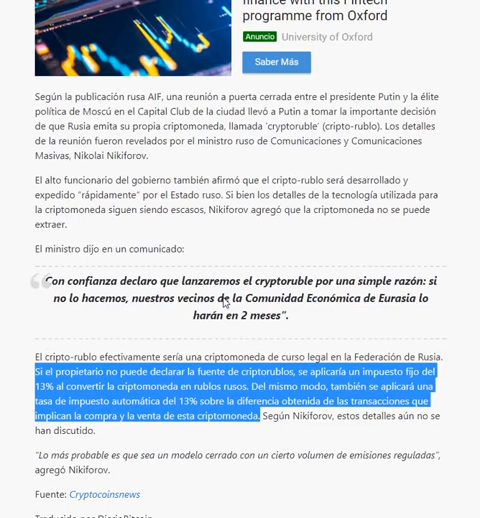 finance with this Fintech
programme from Oxford
Anuncio University of Oxford
Saber Más
Según la publicación rusa AIF, una reunión a puerta cerrada entre el presidente Putin y la élite
política de Moscú en el Capital Club de la ciudad llevó a Putin a tomar la importante decisión
de que Rusia emita su propia criptomoneda, llamada ‘cryptoruble’ (cripto-rublo). Los detalles
de la reunión fueron revelados por el ministro ruso de Comunicaciones y Comunicaciones
Masivas, Nikolai Nikiforov.
El alto funcionario del gobierno también afirmó que el cripto-rublo será desarrollado y
expedido “rápidamente” por el Estado ruso. Si bien los detalles de la tecnología utilizada para
la criptomoneda siguen siendo escasos, Nikiforov agregó que la criptomoneda no se puede
extraer.
El ministro dijo en un comunicado:
“Con confianza declaro que lanzaremos el cryptoruble por una simple razón: si
no lo hacemos, nuestros vecinos de la Comunidad Económica de Eurasia lo
harán en 2 meses”.
El cripto-rublo efectivamente sería una criptomoneda de curso legal en la Federación de Rusia.
Si el propietario no puede declarar la fuente de criptorublos, se aplicaría un impuesto fijo del
13% al convertir la criptomoneda en rublos rusos. Del mismo modo, también se aplicará una
tasa de impuesto automática del 13% sobre la diferencia obtenida de las transacciones que
implican la compra y la venta de esta criptomoneda. Según Nikiforov, estos detalles aún no se
han discutido.
“Lo más probable es que sea un modelo cerrado con un cierto volumen de emisiones reguladas”,
agregó Nikiforov.
Fuente: Cryptocoinsnews